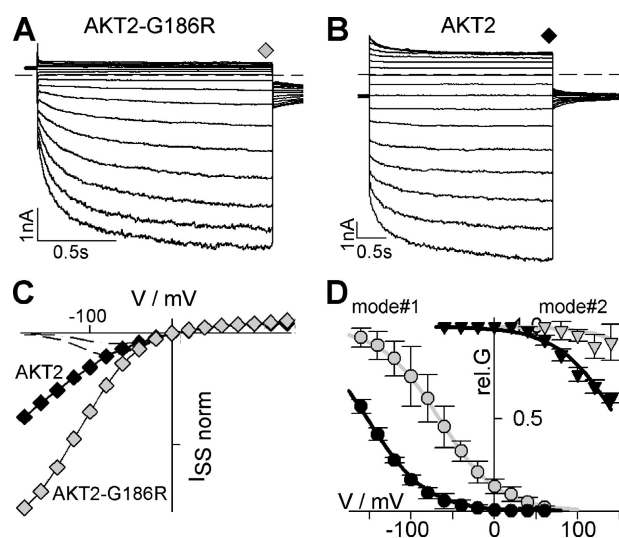 A AKT2-G186R
B AKT2
1nA
0.5s
1nA
0.5s
C V / mV
-100
AKT2
AKT2-G186R
I SS norm
D mode#1 mode#2
rel.G
0.5
V / mV
-100 0 100